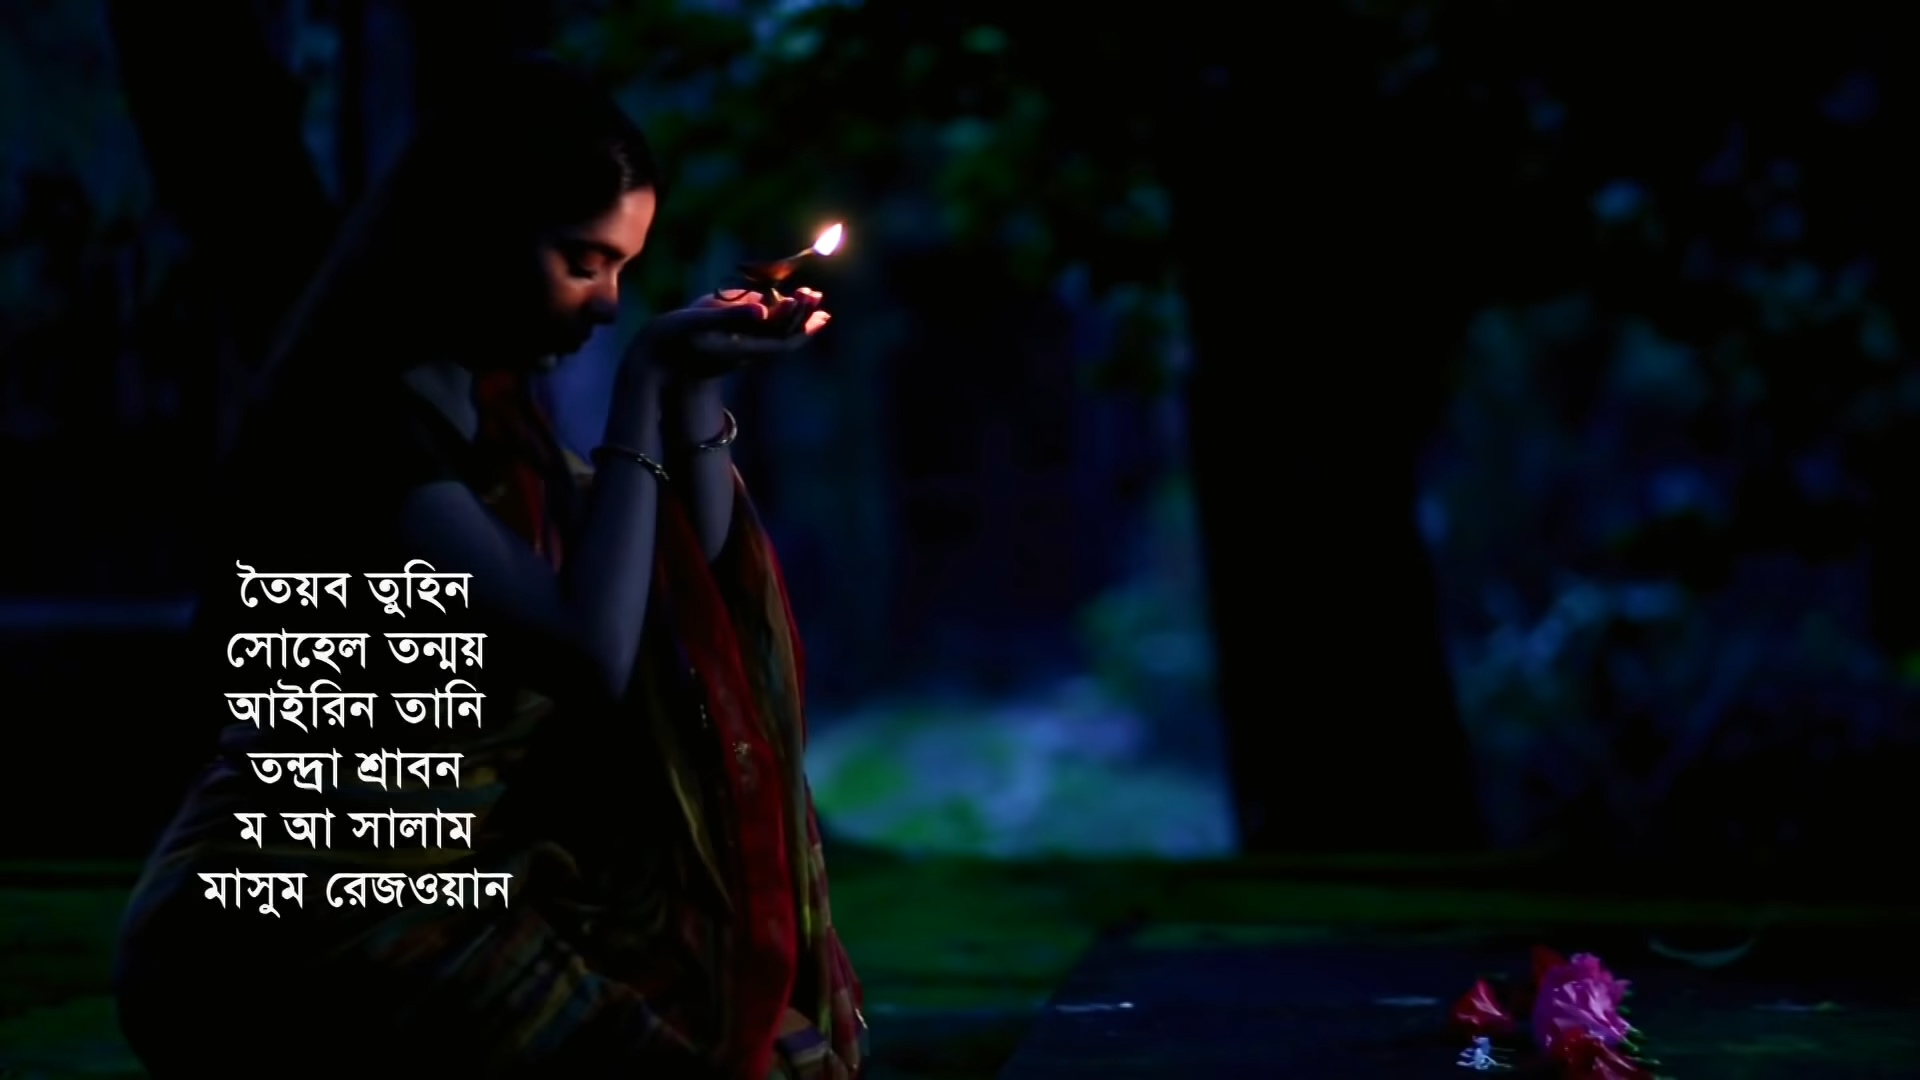 তৈয়ব তুহিন
সোহেল তন্ময়
আইরিন তানি
তন্দ্রা শ্রাবন
ম আ সালাম
মাসুম রেজওয়ান